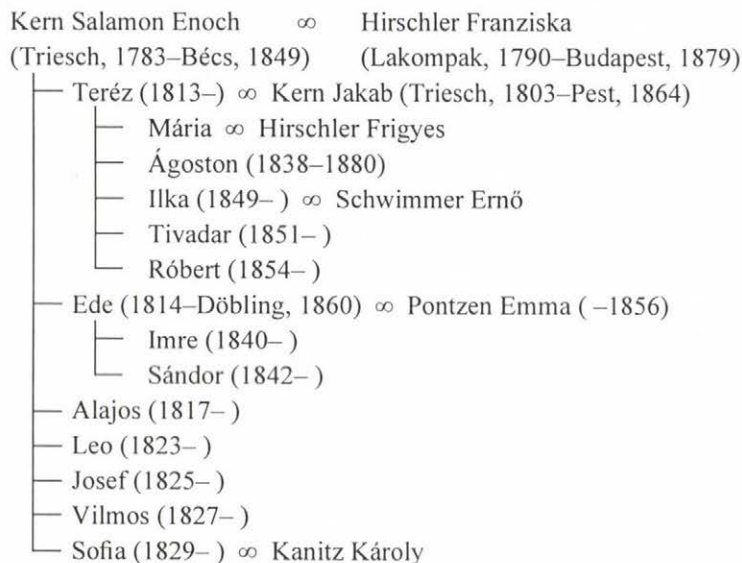 Kern Salamon Enoch ∞ Hirschler Franziska
(Triesch, 1783–Bécs, 1849) (Lakompak, 1790–Budapest, 1879)
Teréz (1813–) ∞ Kern Jakab (Triesch, 1803–Pest, 1864)
Mária ∞ Hirschler Frigyes
Ágoston (1838–1880)
Ilka (1849– ) ∞ Schwimmer Ernő
Tivadar (1851– )
Róbert (1854– )
Ede (1814–Döbling, 1860) ∞ Pontzen Emma ( –1856)
Imre (1840– )
Sándor (1842– )
Alajos (1817– )
Leo (1823– )
Josef (1825– )
Vilmos (1827– )
Sofia (1829– ) ∞ Kanitz Károly